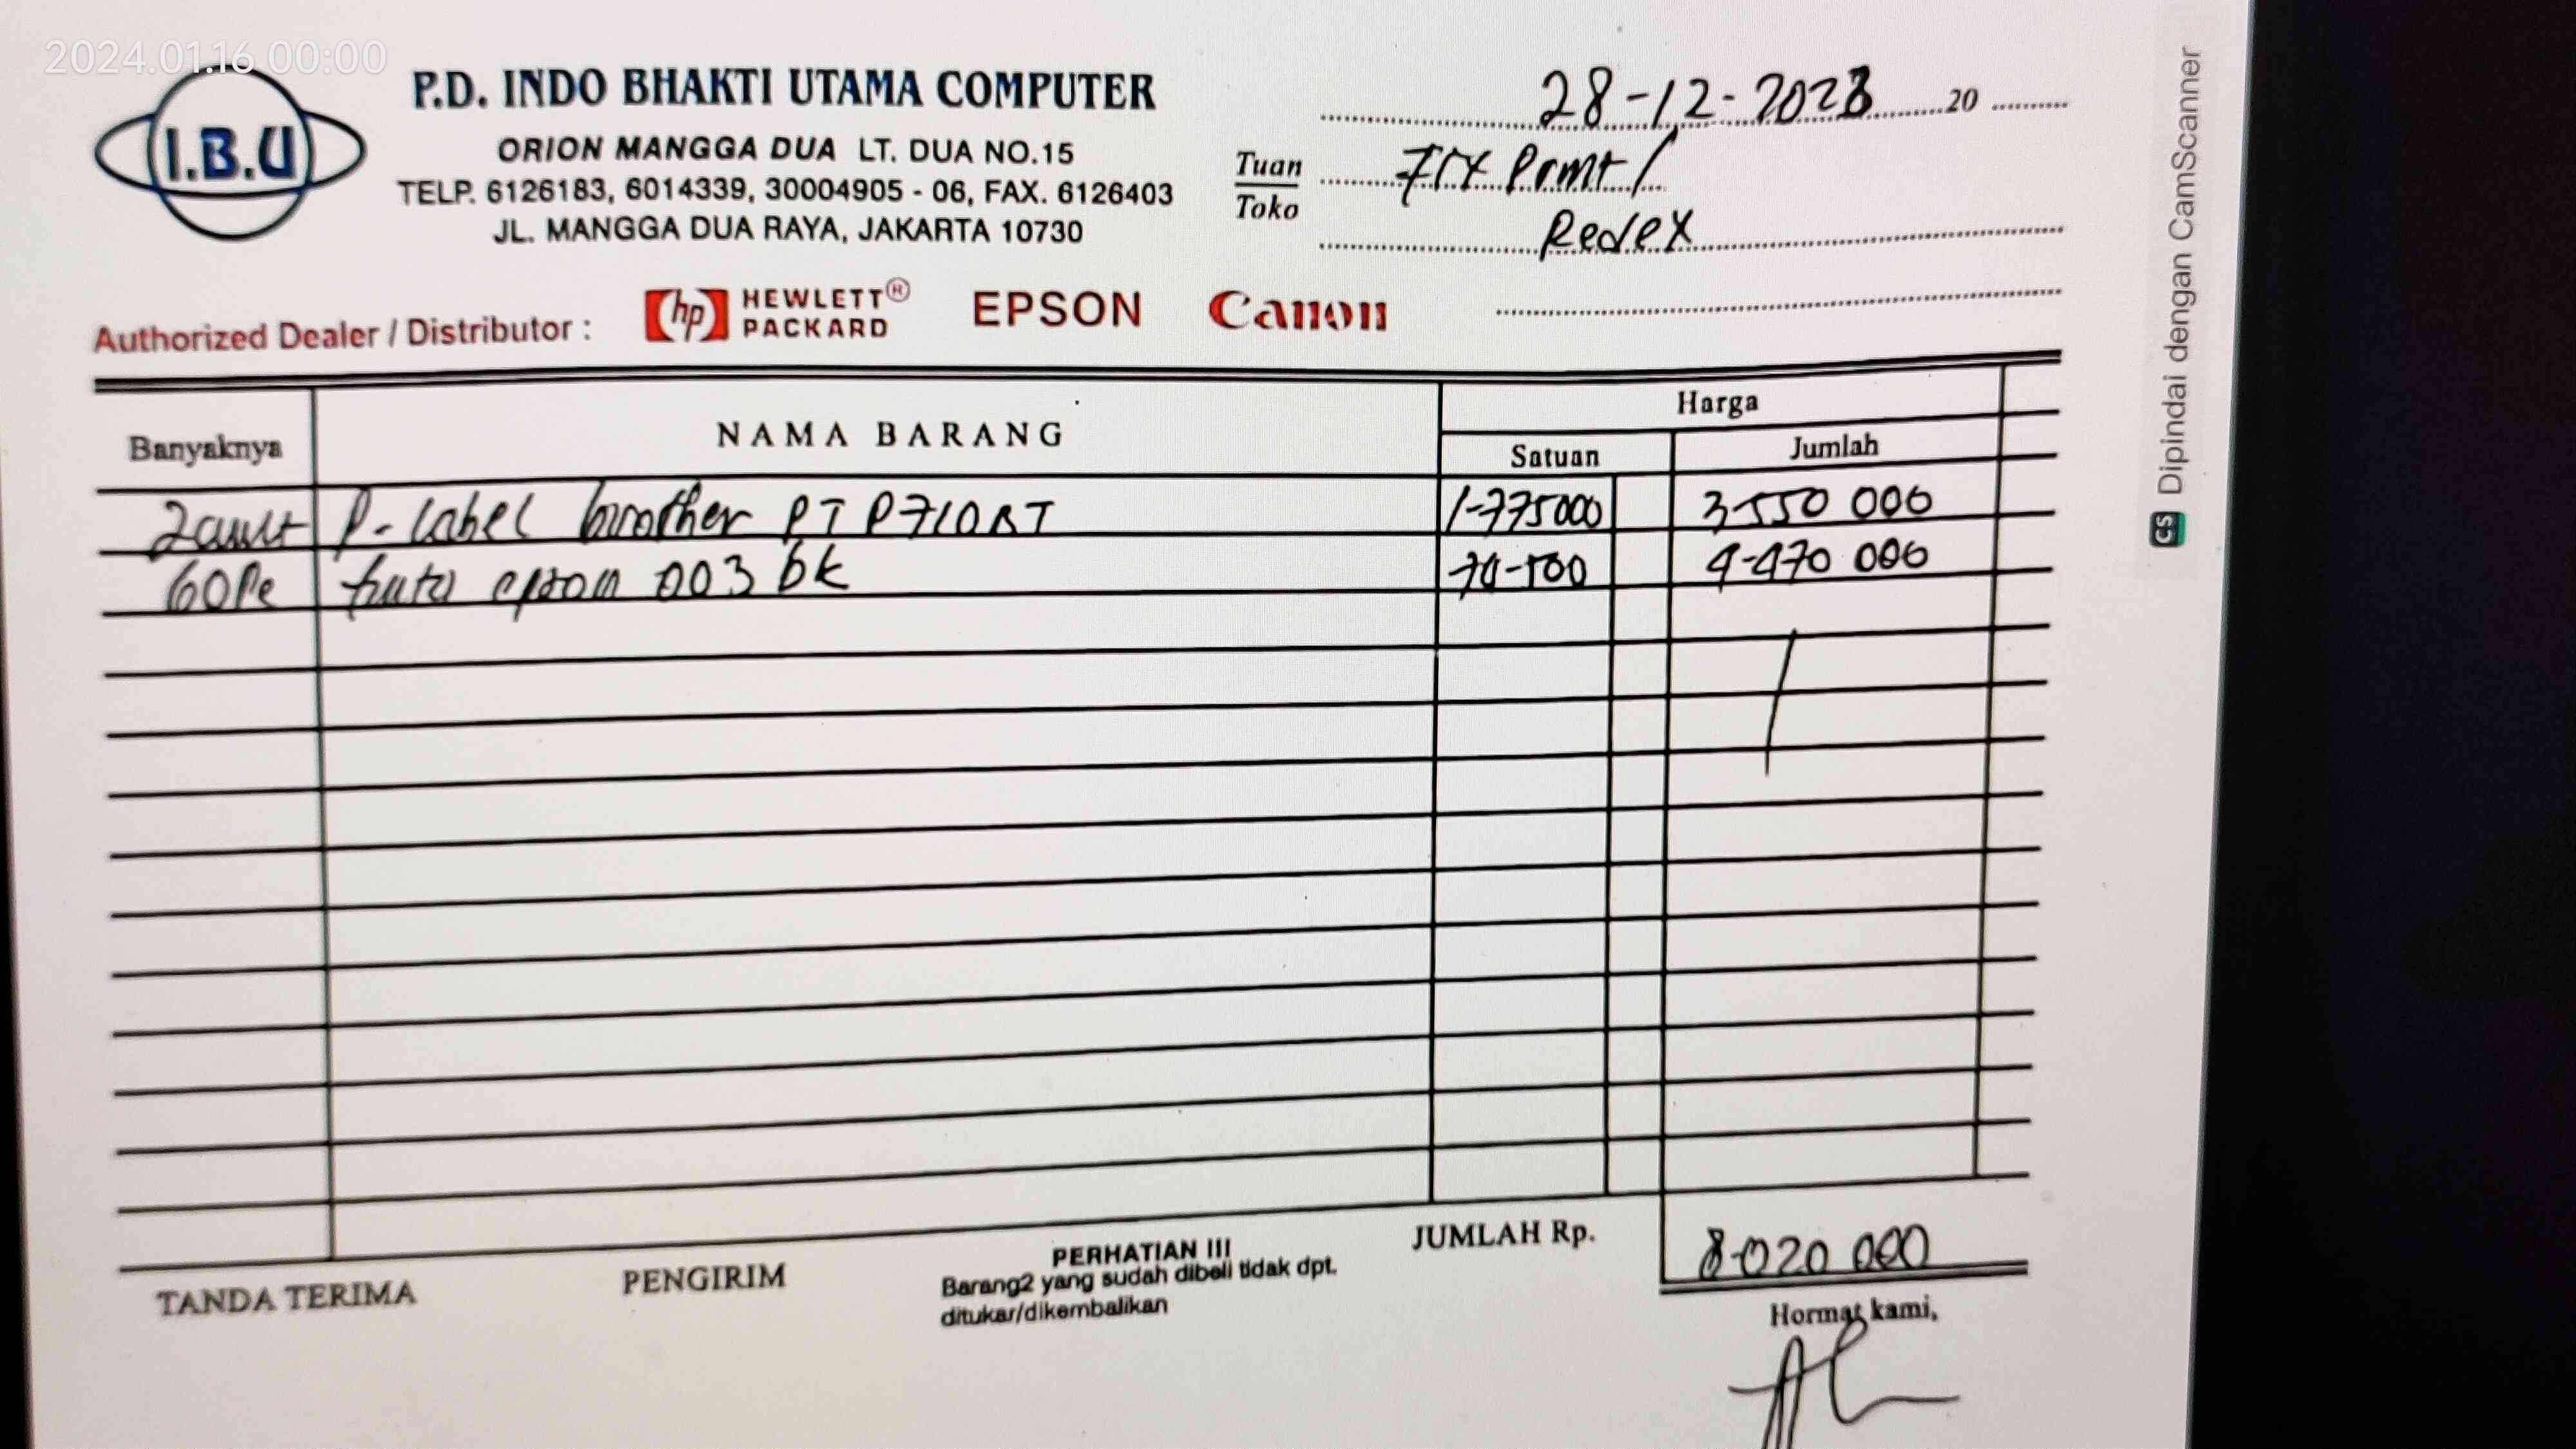 2024.01.16 00:00
I.B.U
P.D. INDO BHAKTI UTAMA COMPUTER
ORION MANGGA DUA LT. DUA NO.15
TELP. 6126183, 6014339, 30004905 - 06, FAX. 6126403
JL. MANGGA DUA RAYA, JAKARTA 10730
28-12-2023 20
Tuan
Toko
Redex
Authorized Dealer / Distributor :
hp HEWLETT®
PACKARD
EPSON
Canon
Banyaknya
NAMA BARANG
Harga
Satuan
Jumlah
P-label brother PT P710BT 1-775000 3-550 000
epson 003 bk 74-500 4-470 000
JUMLAH Rp. 8-020 000
TANDA TERIMA
PENGIRIM
PERHATIAN III
Barang2 yang sudah dibeli tidak dpt.
ditukar/dikembalikan
Hormat kami,
CS Dipindai dengan CamScanner